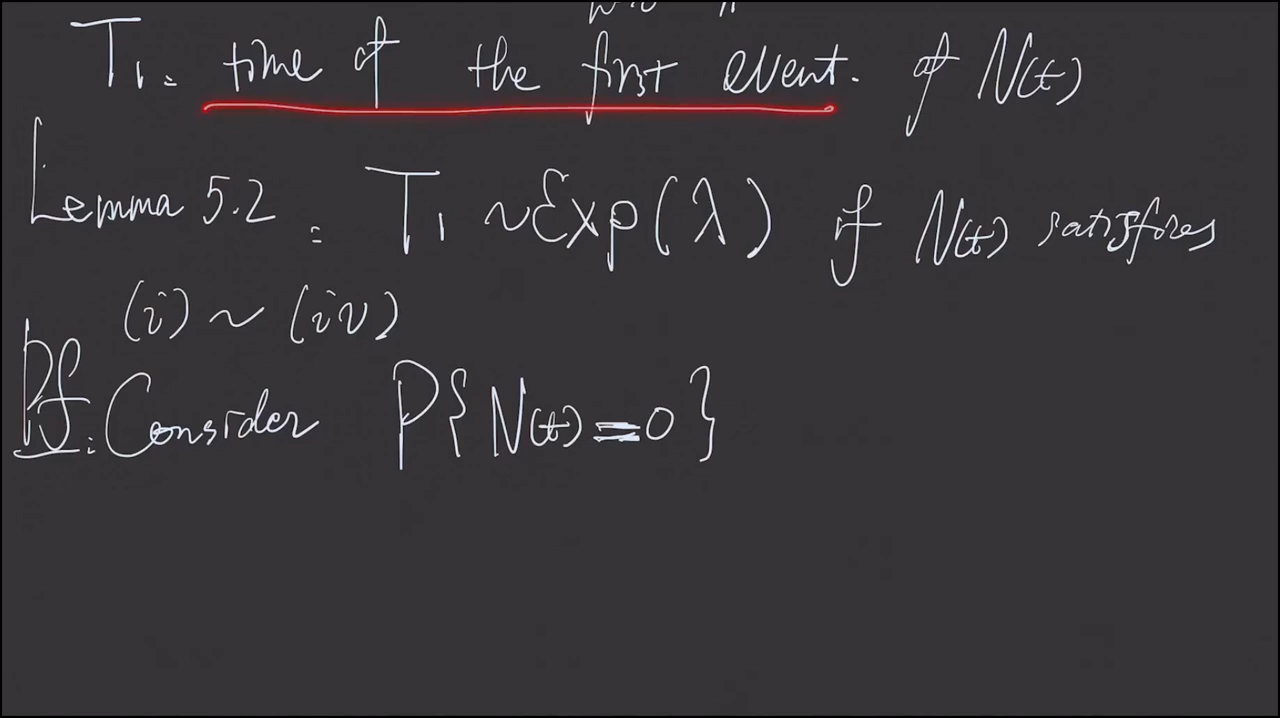 T₁ = time of the first event. of N(t)
Lemma 5.2 : T₁ ~ Exp(λ) if N(t) satisfies
(i) ~ (iv)
Pf: Consider P{N(t) = 0}